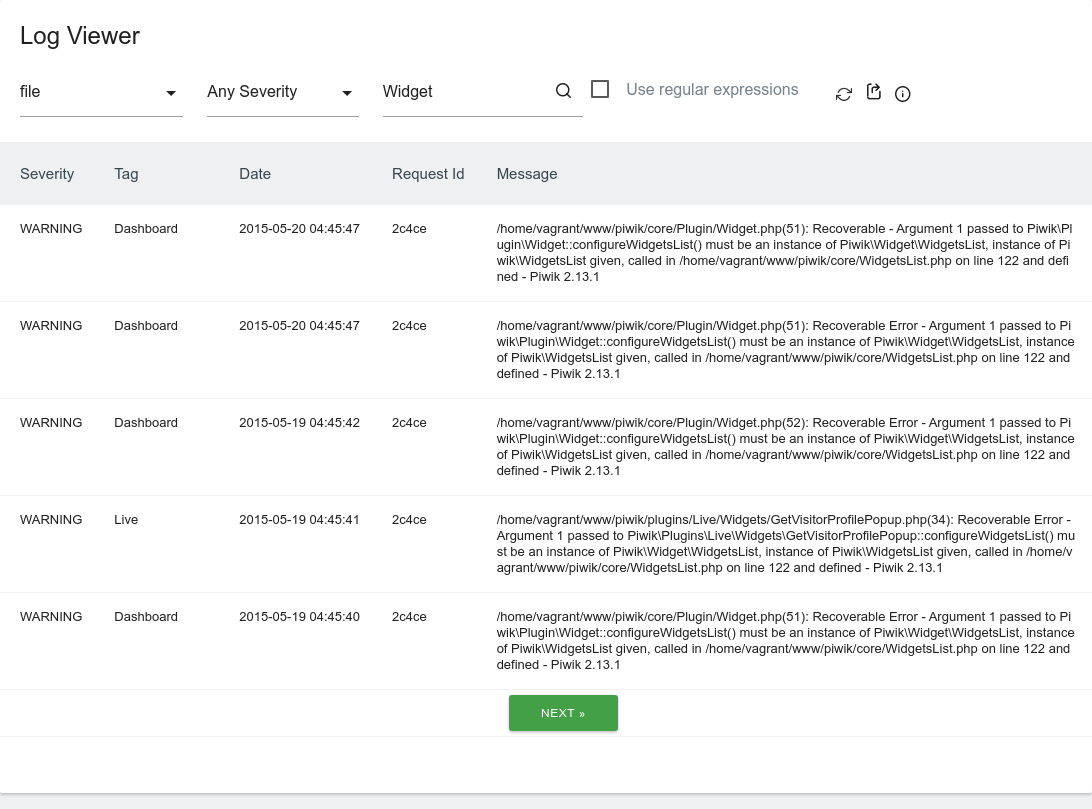 Log Viewer
file Any Severity Widget Use regular expressions
Severity Tag Date Request Id Message
WARNING Dashboard 2015-05-20 04:45:47 2c4ce /home/vagrant/www/piwik/core/Plugin/Widget.php(51): Recoverable - Argument 1 passed to Piwik\Pl
ugin\Widget::configureWidgetsList() must be an instance of Piwik\Widget\WidgetsList, instance of Pi
wik\WidgetsList given, called in /home/vagrant/www/piwik/core/WidgetsList.php on line 122 and defi
ned - Piwik 2.13.1
WARNING Dashboard 2015-05-20 04:45:47 2c4ce /home/vagrant/www/piwik/core/Plugin/Widget.php(51): Recoverable Error - Argument 1 passed to Pi
wik\Plugin\Widget::configureWidgetsList() must be an instance of Piwik\Widget\WidgetsList, instance
of Piwik\WidgetsList given, called in /home/vagrant/www/piwik/core/WidgetsList.php on line 122 and
defined - Piwik 2.13.1
WARNING Dashboard 2015-05-19 04:45:42 2c4ce /home/vagrant/www/piwik/core/Plugin/Widget.php(52): Recoverable Error - Argument 1 passed to Pi
wik\Plugin\Widget::configureWidgetsList() must be an instance of Piwik\Widget\WidgetsList, instance
of Piwik\WidgetsList given, called in /home/vagrant/www/piwik/core/WidgetsList.php on line 122 and
defined - Piwik 2.13.1
WARNING Live 2015-05-19 04:45:41 2c4ce /home/vagrant/www/piwik/plugins/Live/Widgets/GetVisitorProfilePopup.php(34): Recoverable Error -
Argument 1 passed to Piwik\Plugins\Live\Widgets\GetVisitorProfilePopup::configureWidgetsList() mu
st be an instance of Piwik\Widget\WidgetsList, instance of Piwik\WidgetsList given, called in /home/v
agrant/www/piwik/core/WidgetsList.php on line 122 and defined - Piwik 2.13.1
WARNING Dashboard 2015-05-19 04:45:40 2c4ce /home/vagrant/www/piwik/core/Plugin/Widget.php(51): Recoverable Error - Argument 1 passed to Pi
wik\Plugin\Widget::configureWidgetsList() must be an instance of Piwik\Widget\WidgetsList, instance
of Piwik\WidgetsList given, called in /home/vagrant/www/piwik/core/WidgetsList.php on line 122 and
defined - Piwik 2.13.1
NEXT »